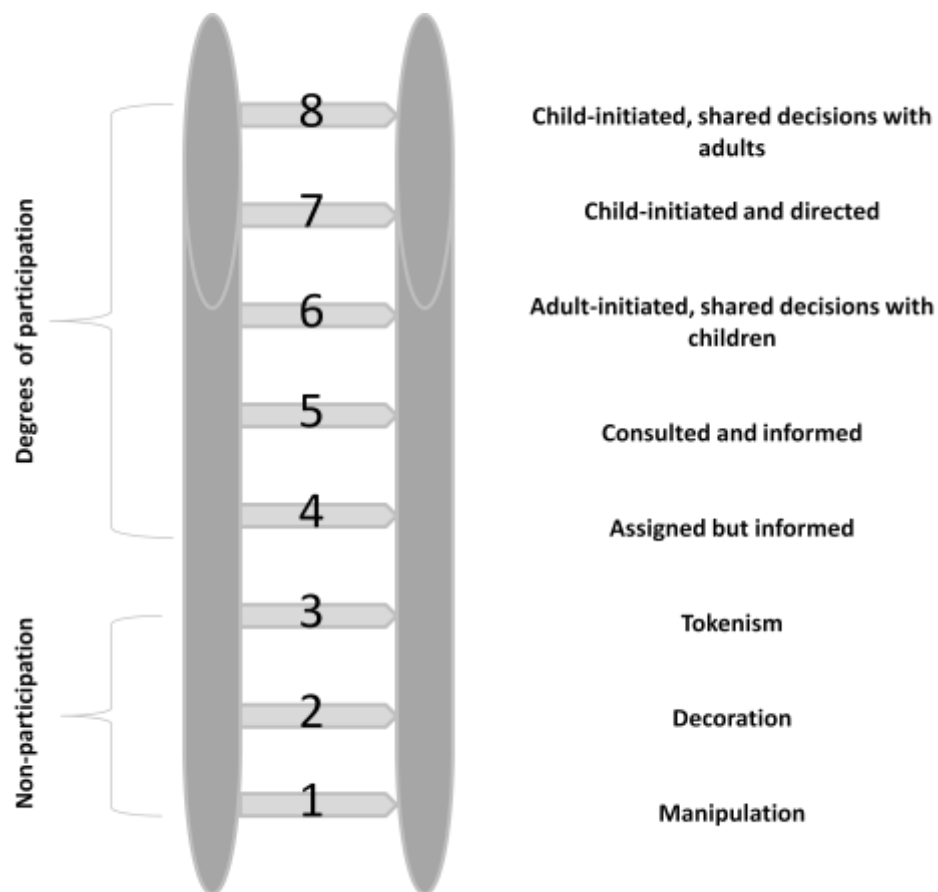 8
Child-initiated, shared decisions with
adults
7
Child-initiated and directed
6
Adult-initiated, shared decisions with
children
5
Consulted and informed
4
Assigned but informed
3
Tokenism
2
Decoration
1
Manipulation
Degrees of participation
Non-participation